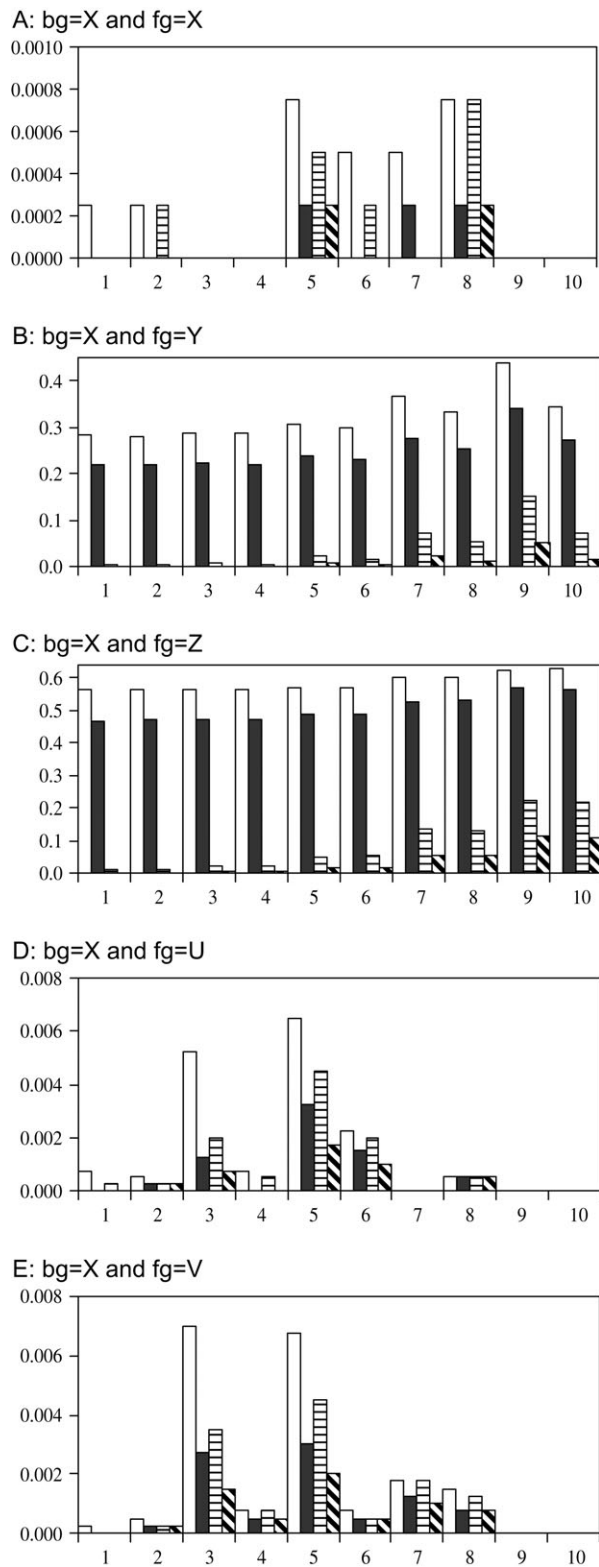 A: bg=X and fg=X
0.0010
0.0008
0.0006
0.0004
0.0002
0.0000
1 2 3 4 5 6 7 8 9 10
B: bg=X and fg=Y
0.4
0.3
0.2
0.1
0.0
1 2 3 4 5 6 7 8 9 10
C: bg=X and fg=Z
0.6
0.5
0.4
0.3
0.2
0.1
0.0
1 2 3 4 5 6 7 8 9 10
D: bg=X and fg=U
0.008
0.006
0.004
0.002
0.000
1 2 3 4 5 6 7 8 9 10
E: bg=X and fg=V
0.008
0.006
0.004
0.002
0.000
1 2 3 4 5 6 7 8 9 10